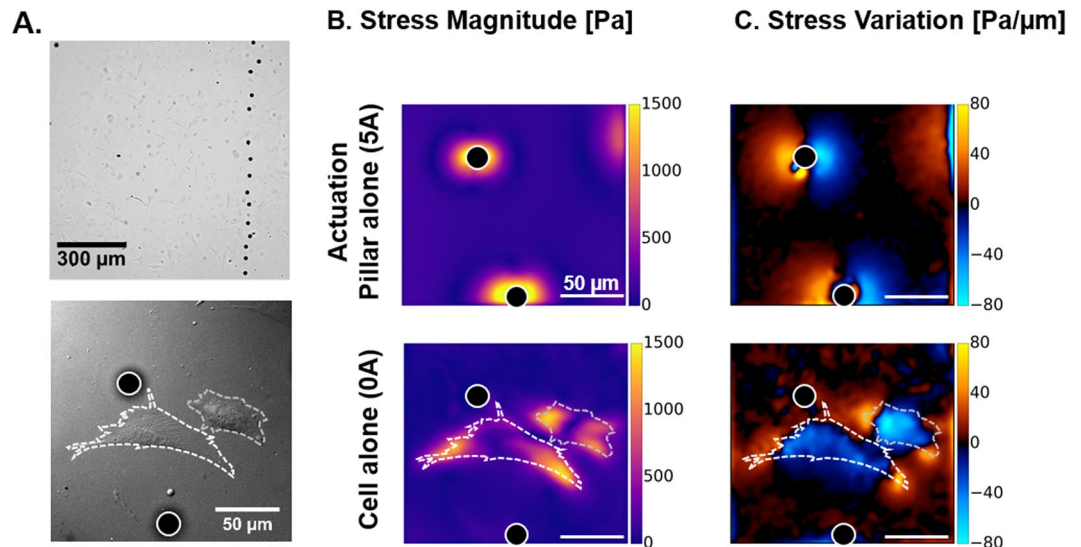 A.
B. Stress Magnitude [Pa]
C. Stress Variation [Pa/µm]
300 µm
50 µm
Actuation
Pillar alone (5A)
1500
1000
500
0
50 µm
80
40
0
−40
−80
Cell alone (0A)
1500
1000
500
0
80
40
0
−40
−80